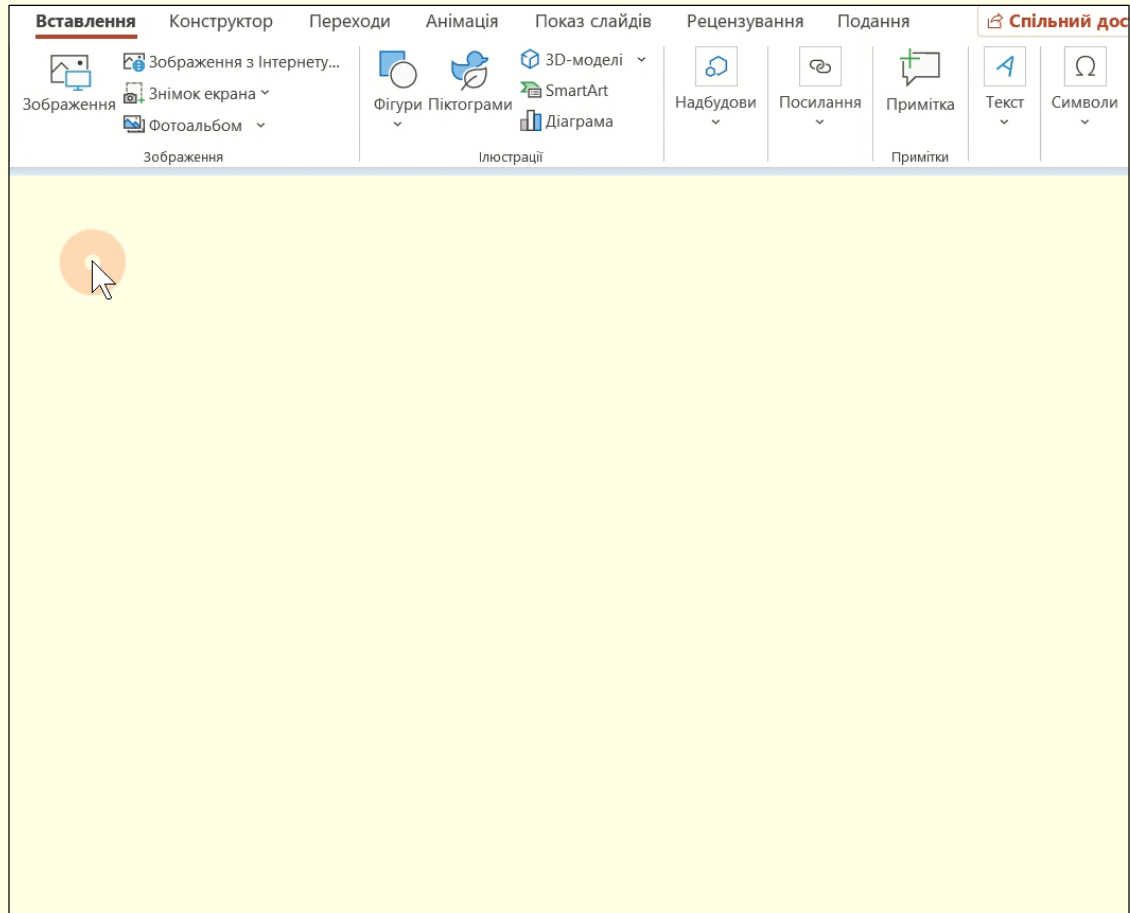 Вставлення Конструктор Переходи Анімація Показ слайдів Рецензування Подання Спільний дос
Зображення
Зображення з Інтернету...
Знімок екрана
Фотоальбом
Зображення
Фігури
Піктограми
3D-моделі
SmartArt
Діаграма
Ілюстрації
Надбудови
Посилання
Примітка
Примітки
Текст
Символи